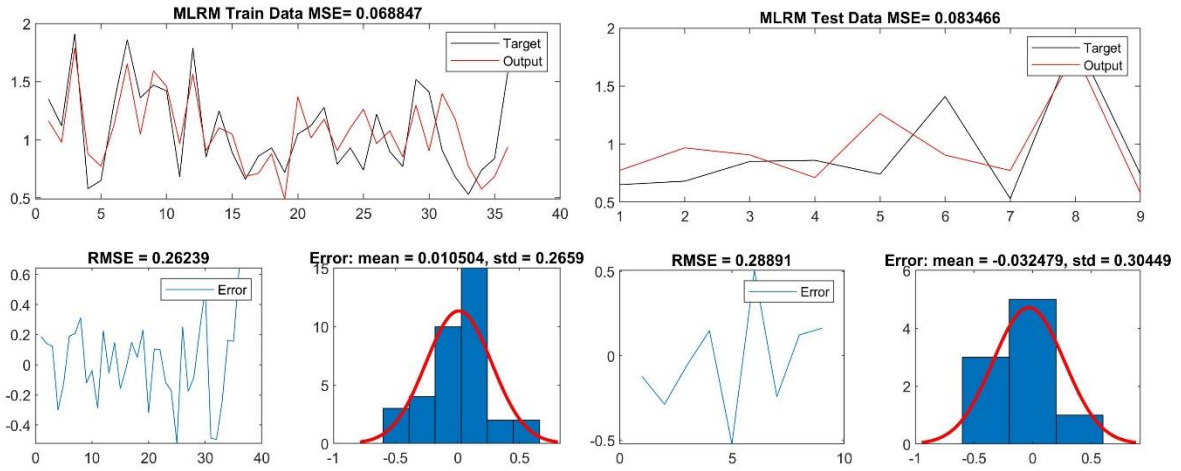 MLRM Train Data MSE= 0.068847
2
1.5
1
0.5
0 5 10 15 20 25 30 35 40
Target
Output
MLRM Test Data MSE= 0.083466
2
1.5
1
0.5
1 2 3 4 5 6 7 8 9
Target
Output
RMSE = 0.26239
0.6
0.4
0.2
0
-0.2
-0.4
0 10 20 30 40
Error
Error: mean = 0.010504, std = 0.2659
15
10
5
0
-1 -0.5 0 0.5
RMSE = 0.28891
0.5
0
-0.5
0 5 10
Error
Error: mean = -0.032479, std = 0.30449
6
4
2
0
-1 -0.5 0 0.5